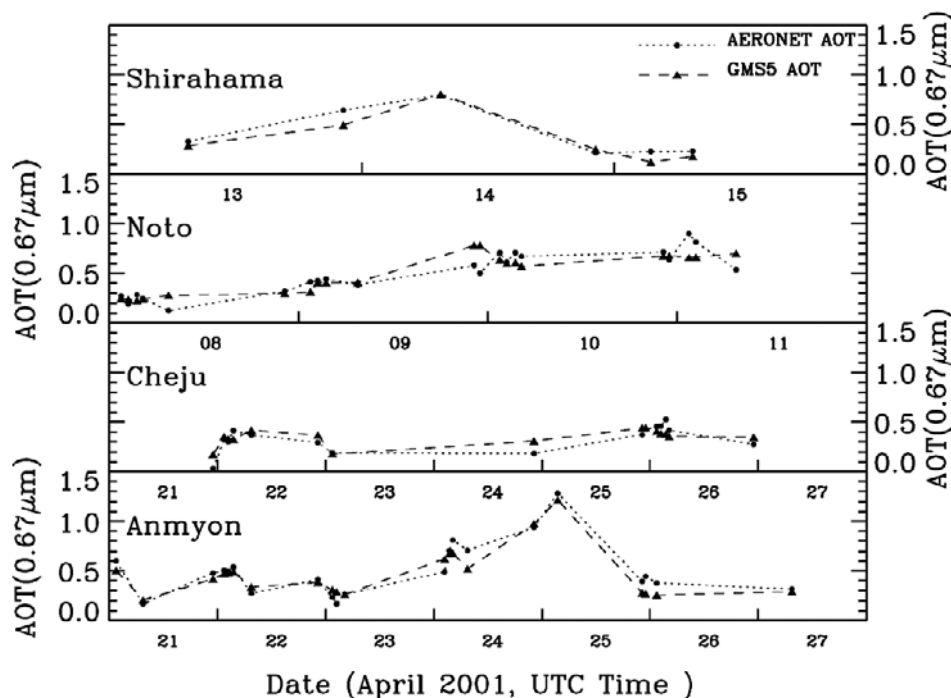 AERONET AOT
GMS5 AOT
Shirahama
1.5
1.0
0.5
0.0
AOT(0.67μm)
13 14 15
Noto
1.5
1.0
0.5
0.0
AOT(0.67μm)
08 09 10 11
Cheju
1.5
1.0
0.5
0.0
AOT(0.67μm)
21 22 23 24 25 26 27
Anmyon
1.5
1.0
0.5
0.0
AOT(0.67μm)
21 22 23 24 25 26 27
Date (April 2001, UTC Time )